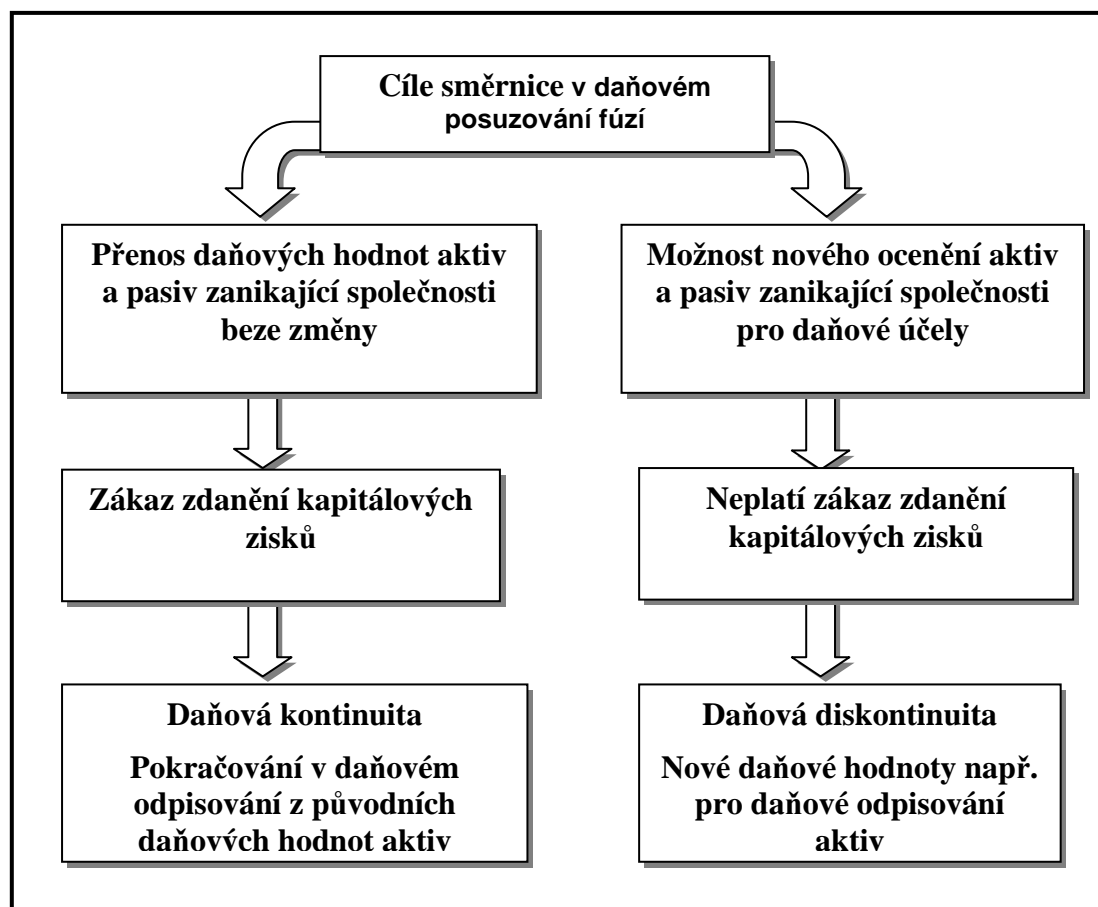 Cíle směrnice v daňovém
posuzování fúzí
Přenos daňových hodnot aktiv
a pasiv zanikající společnosti
beze změny
Možnost nového ocenění aktiv
a pasiv zanikající společnosti
pro daňové účely
Zákaz zdanění kapitálových
zisků
Neplatí zákaz zdanění
kapitálových zisků
Daňová kontinuita
Pokračování v daňovém
odpisování z původních
daňových hodnot aktiv
Daňová diskontinuita
Nové daňové hodnoty např.
pro daňové odpisování
aktiv